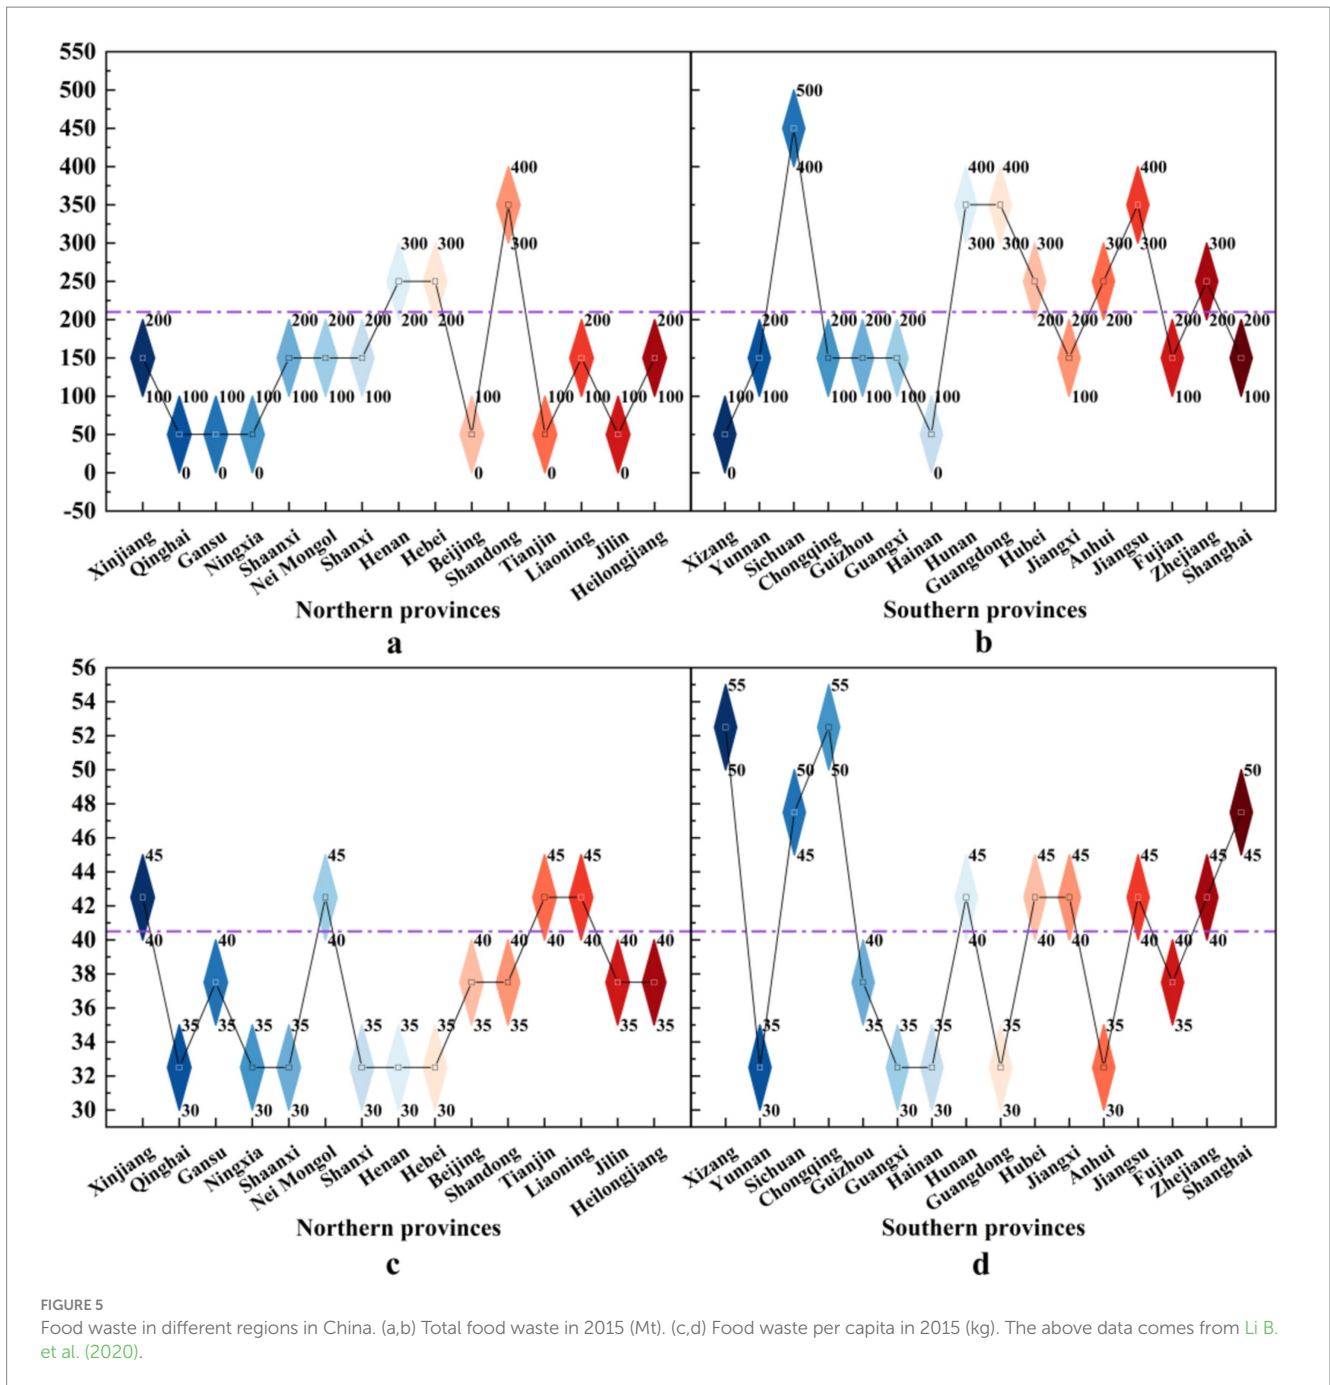 550
500
450
400
350
300
250
200
150
100
50
0
-50
200 100 100 0 100 0 100 0 200 100 200 100 200 100 300 200 300 200 100 0 400 300 100 0 200 100 100 0 200 100
100 0 200 100 500 400 200 100 200 100 200 100 100 0 400 300 400 300 300 200 200 100 300 200 400 300 200 100 300 200 200 100
Xinjiang Qinghai Gansu Ningxia Shaanxi Nei Mongol Shanxi Henan Hebei Beijing Shandong Tianjin Liaoning Jilin Heilongjiang
Xizang Yunnan Sichuan Chongqing Guizhou Guangxi Hainan Hunan Guangdong Hubei Jiangxi Anhui Jiangsu Fujian Zhejiang Shanghai
Northern provinces
Southern provinces
a
b
56
54
52
50
48
46
44
42
40
38
36
34
32
30
45 40 35 30 40 35 35 30 35 30 45 40 35 30 35 30 35 30 40 35 40 35 45 40 45 40 40 35 40 35
55 50 35 30 50 45 55 50 40 35 35 30 35 30 45 40 35 30 45 40 45 40 35 30 45 40 40 35 45 40 50 45
Xinjiang Qinghai Gansu Ningxia Shaanxi Nei Mongol Shanxi Henan Hebei Beijing Shandong Tianjin Liaoning Jilin Heilongjiang
Xizang Yunnan Sichuan Chongqing Guizhou Guangxi Hainan Hunan Guangdong Hubei Jiangxi Anhui Jiangsu Fujian Zhejiang Shanghai
Northern provinces
Southern provinces
c
d
FIGURE 5
Food waste in different regions in China. (a,b) Total food waste in 2015 (Mt). (c,d) Food waste per capita in 2015 (kg). The above data comes from Li B.
et al. (2020).